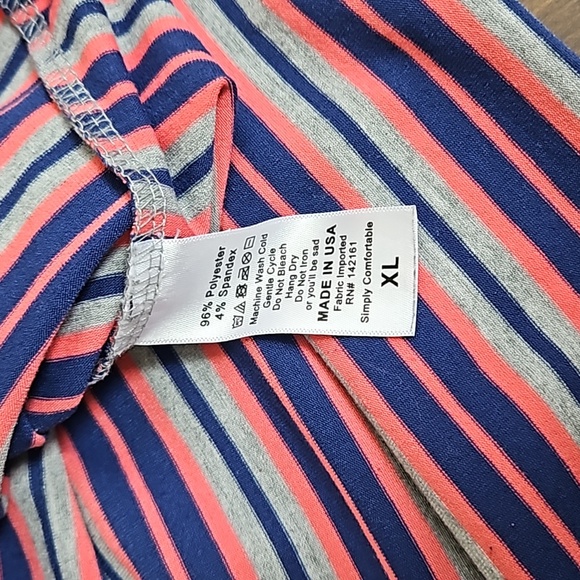 96% Polyester
4% Spandex
Machine Wash Cold
Gentle Cycle
Do Not Bleach
Hang Dry
Do Not Iron
or you'll be sad
MADE IN USA
Fabric Imported
RN# 142161
Simply Comfortable
XL